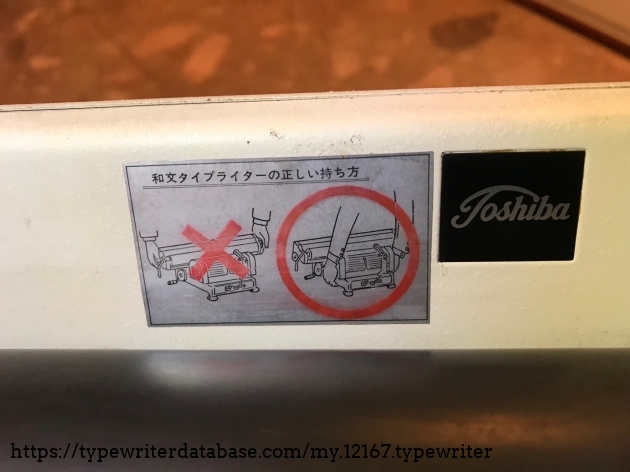 和文タイプライターの正しい持ち方
Toshiba
https://typewriterdatabase.com/my.12167.typewriter